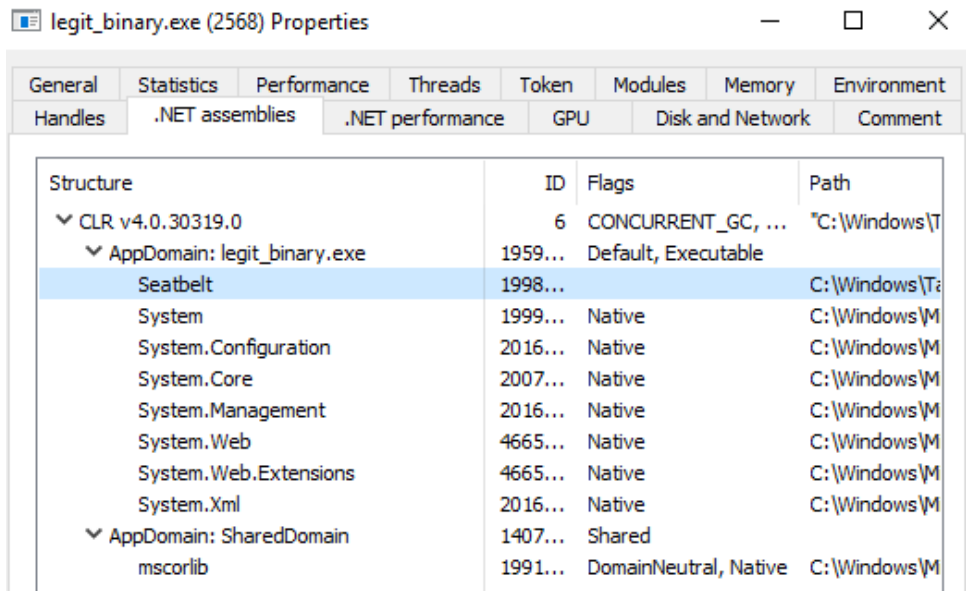 legit_binary.exe (2568) Properties
General Statistics Performance Threads Token Modules Memory Environment
Handles .NET assemblies .NET performance GPU Disk and Network Comment
Structure ID Flags Path
CLR v4.0.30319.0 6 CONCURRENT_GC, ... "C:\Windows\T
AppDomain: legit_binary.exe 1959... Default, Executable
Seatbelt 1998... C:\Windows\Ta
System 1999... Native C:\Windows\M
System.Configuration 2016... Native C:\Windows\M
System.Core 2007... Native C:\Windows\M
System.Management 2016... Native C:\Windows\M
System.Web 4665... Native C:\Windows\M
System.Web.Extensions 4665... Native C:\Windows\M
System.Xml 2016... Native C:\Windows\M
AppDomain: SharedDomain 1407... Shared
mscorlib 1991... DomainNeutral, Native C:\Windows\M